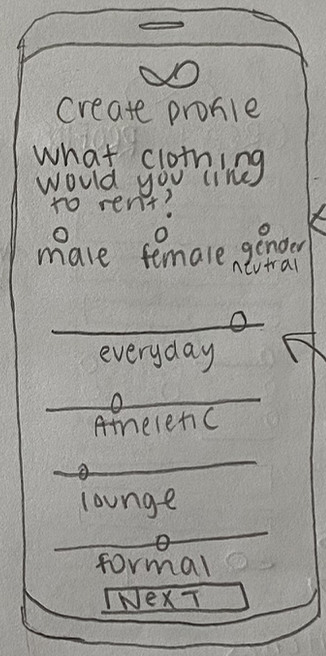 Create profile
What clothing
would you like
to rent?
male female gender
neutral
everyday
Atheletic
lounge
formal
NEXT